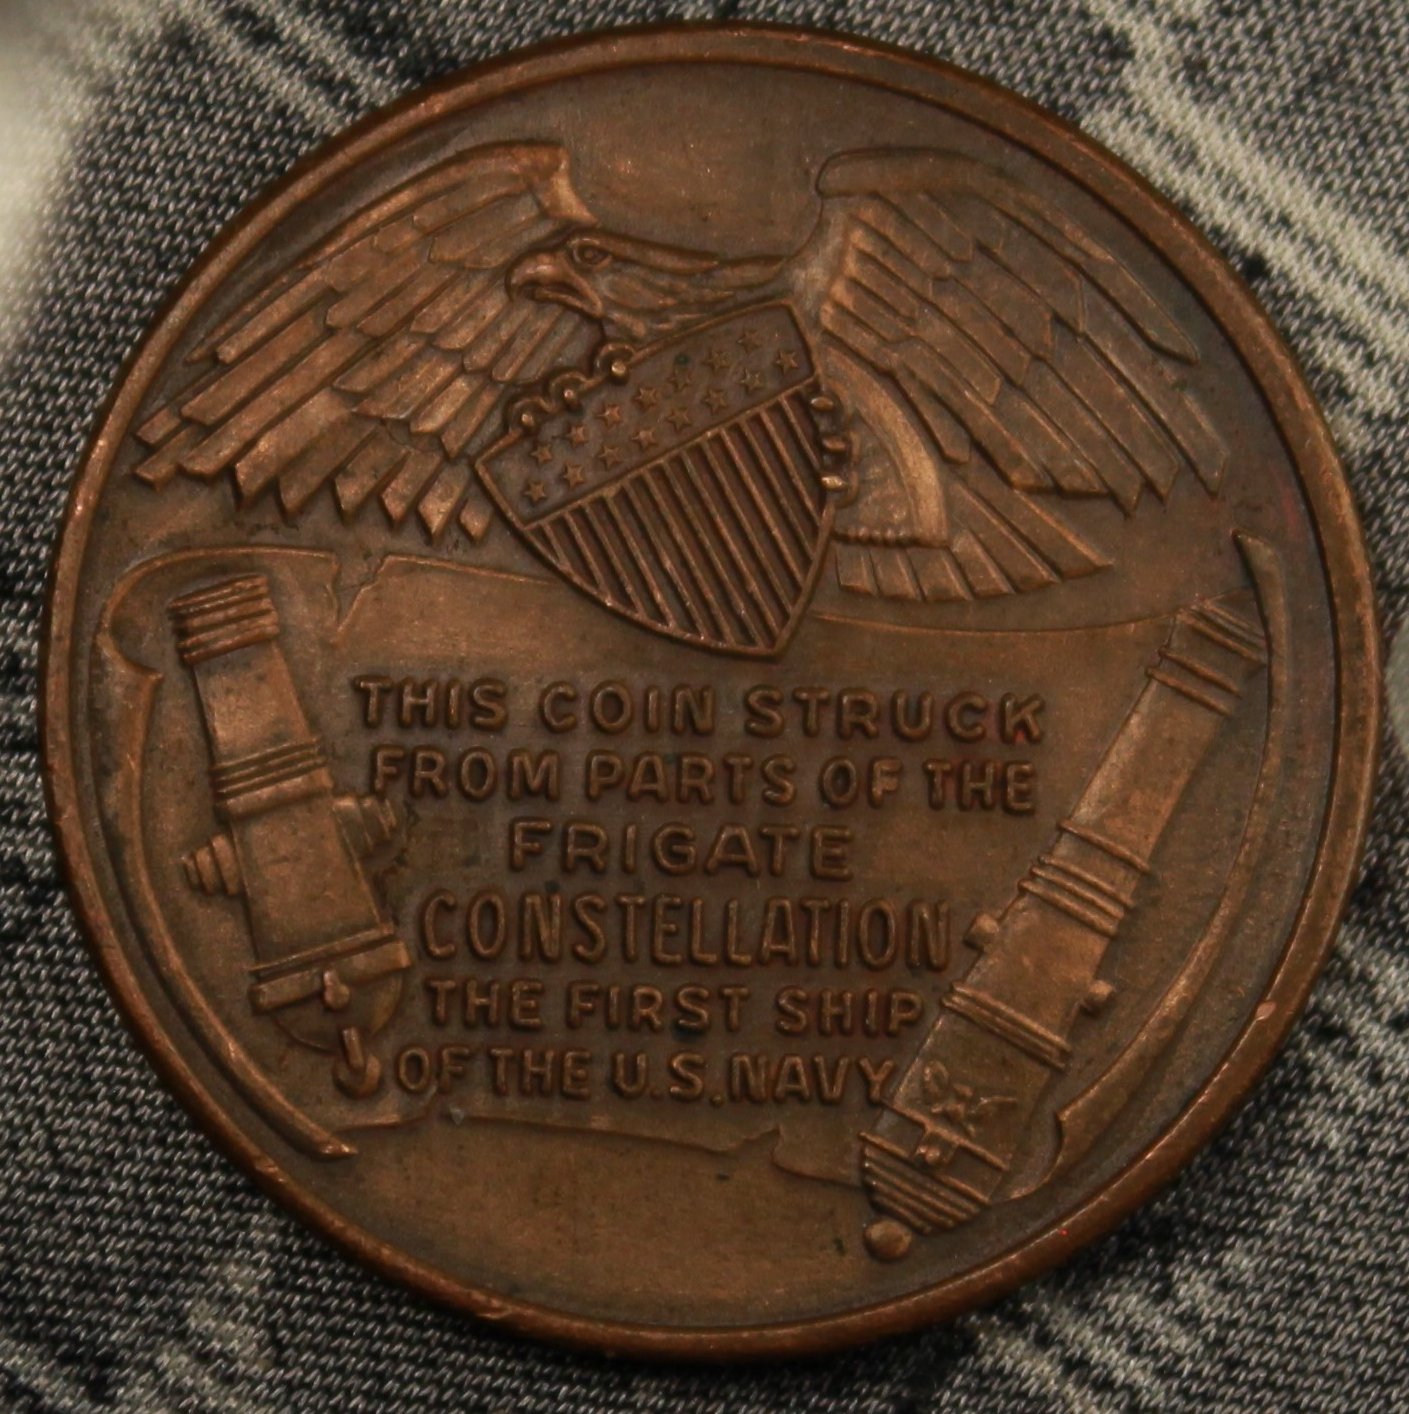 THIS COIN STRUCK
FROM PARTS OF THE
FRIGATE
CONSTELLATION
THE FIRST SHIP
OF THE U.S. NAVY